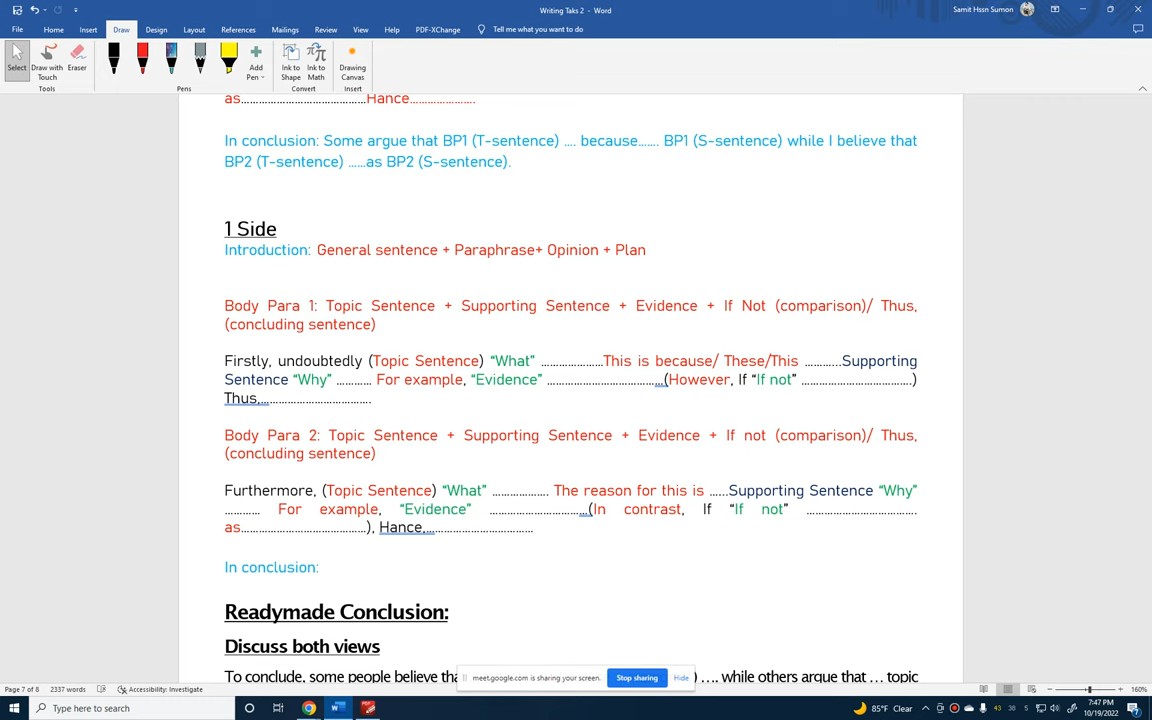 Writing Taks 2 - Word
Samit Hssn Sumon
File Home Insert Draw Design Layout References Mailings Review View Help PDF-XChange Tell me what you want to do
Select Draw with Touch Eraser Add Pen Ink to Shape Ink to Math Drawing Canvas
Tools Pens Convert Insert
as……………………………………Hance………………….
In conclusion: Some argue that BP1 (T-sentence) …. because……. BP1 (S-sentence) while I believe that
BP2 (T-sentence) ……as BP2 (S-sentence).
1 Side
Introduction: General sentence + Paraphrase+ Opinion + Plan
Body Para 1: Topic Sentence + Supporting Sentence + Evidence + If Not (comparison)/ Thus,
(concluding sentence)
Firstly, undoubtedly (Topic Sentence) “What” …………………This is because/ These/This ………...Supporting
Sentence “Why” ………… For example, “Evidence” …………………………………(However, If “If not” ………………………………..)
Thus,………………………………
Body Para 2: Topic Sentence + Supporting Sentence + Evidence + If not (comparison)/ Thus,
(concluding sentence)
Furthermore, (Topic Sentence) “What” ………………. The reason for this is …...Supporting Sentence “Why”
………… For example, “Evidence” ……………………………(In contrast, If “If not” ……………………………….
as……………………………………), Hance,………………………………
In conclusion:
Readymade Conclusion:
Discuss both views
To conclude, some people believe tha ) …. while others argue that … topic
meet.google.com is sharing your screen. Stop sharing Hide
Page 7 of 8 2337 words Accessibility: Investigate 160%
Type here to search 85°F Clear 43 38 5 7:47 PM
10/19/2022